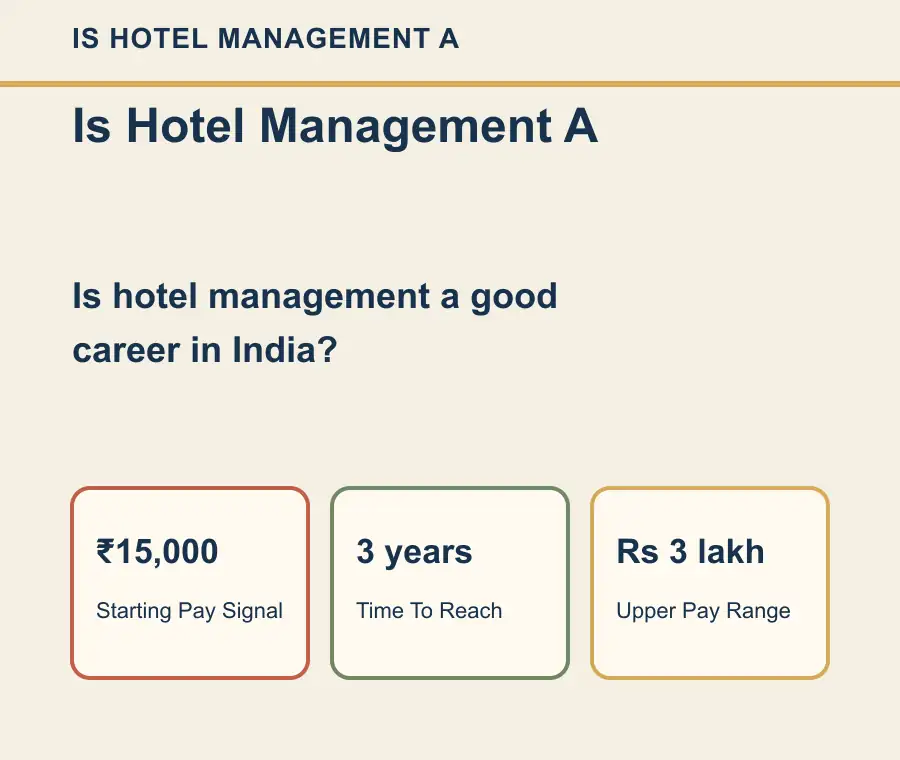 IS HOTEL MANAGEMENT A
Is Hotel Management A
Is hotel management a good
career in India?
₹15,000
Starting Pay Signal
3 years
Time To Reach
Rs 3 lakh
Upper Pay Range